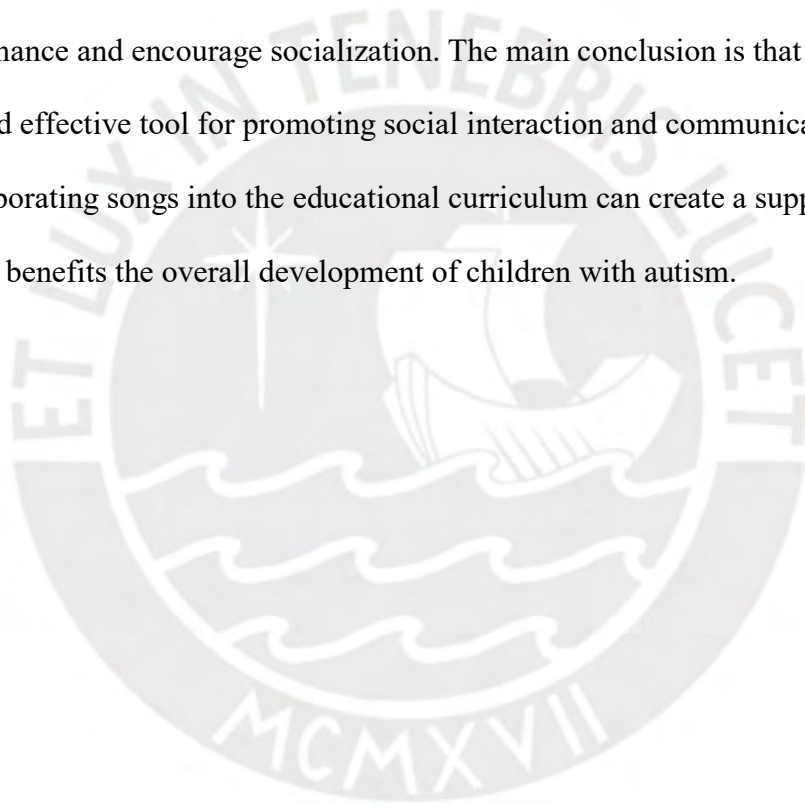 nance and encourage socialization. The main conclusion is that
d effective tool for promoting social interaction and communica
porating songs into the educational curriculum can create a supp
benefits the overall development of children with autism.
ET LUX IN TENEBRIS LUCET
MCMXVII